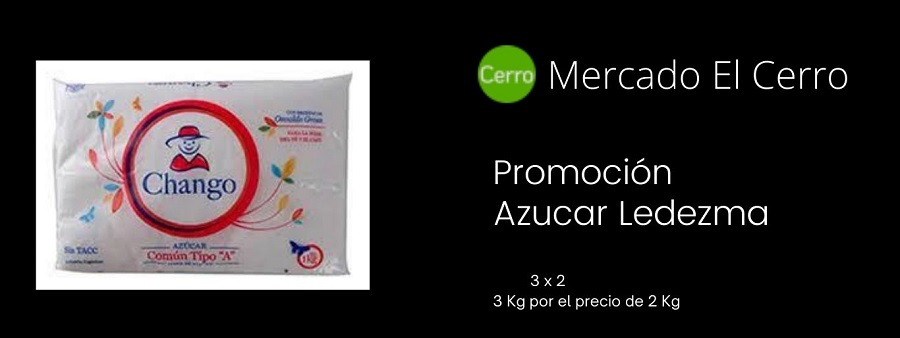 Cerro
Mercado El Cerro
Chango
AZÚCAR
Común Tipo "A"
Sin TACC
1kg
Promoción
Azucar Ledezma
3 x 2
3 Kg por el precio de 2 Kg